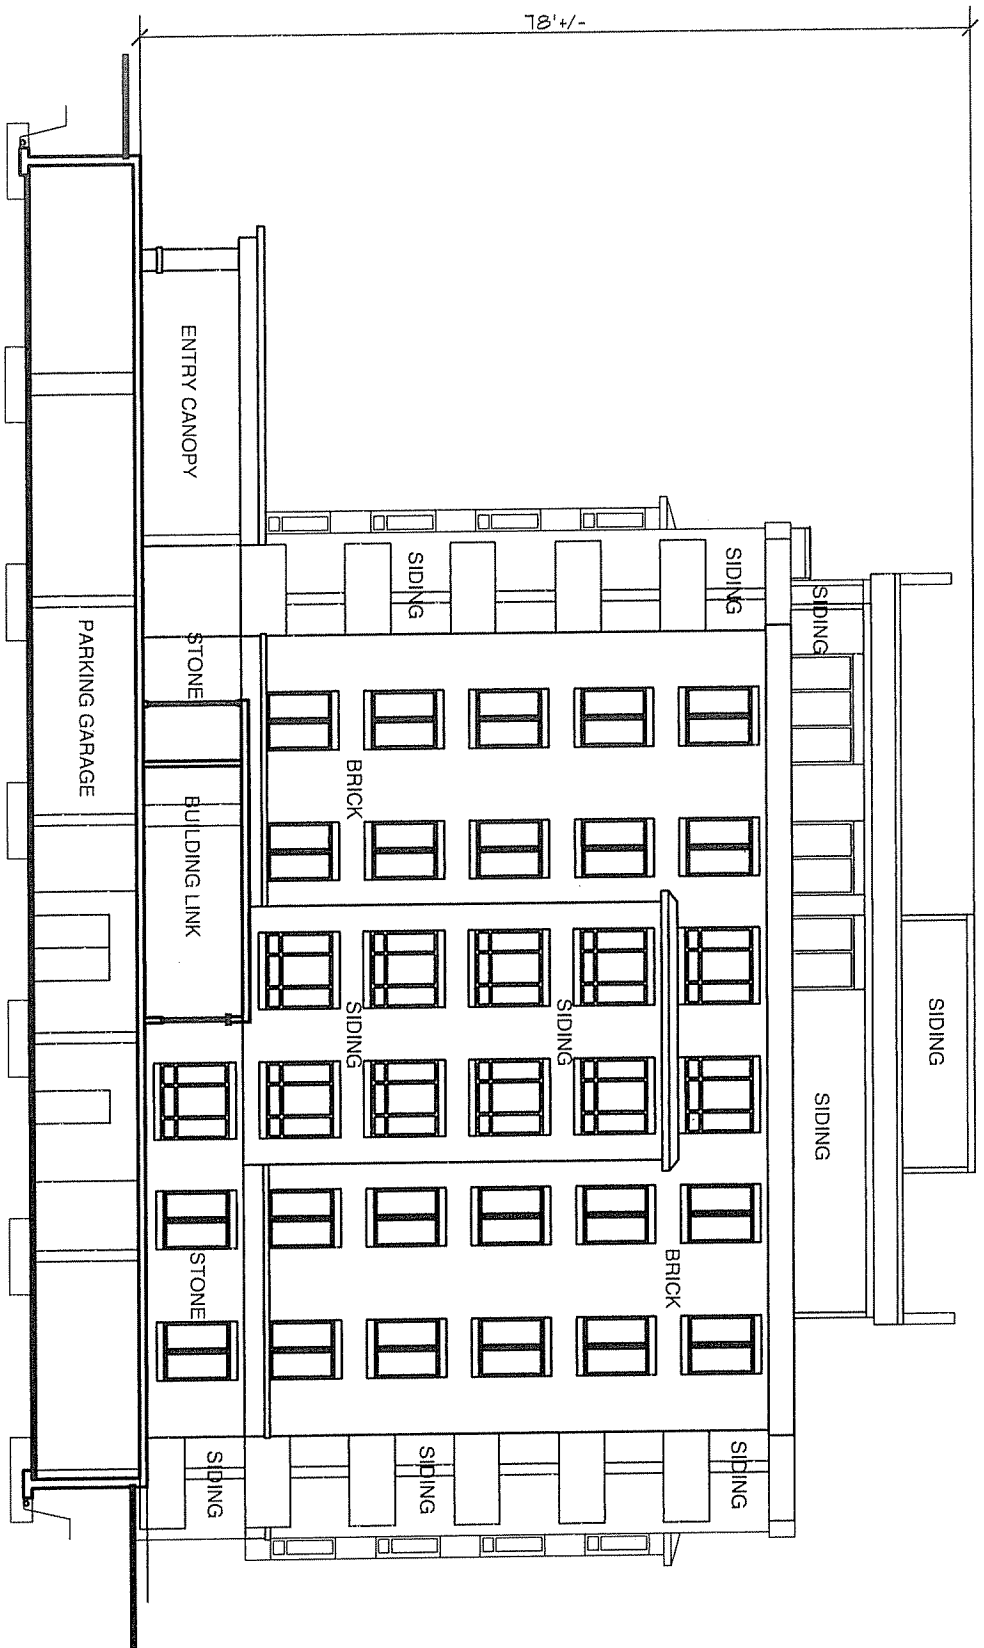 SIDING
SIDING
SIDING
SIDING
SIDING
BRICK
78'+/-
SIDING
SIDING
SIDING
BRICK
SIDING
ENTRY CANOPY
STONE
BUILDING LINK
STONE
SIDING
PARKING GARAGE